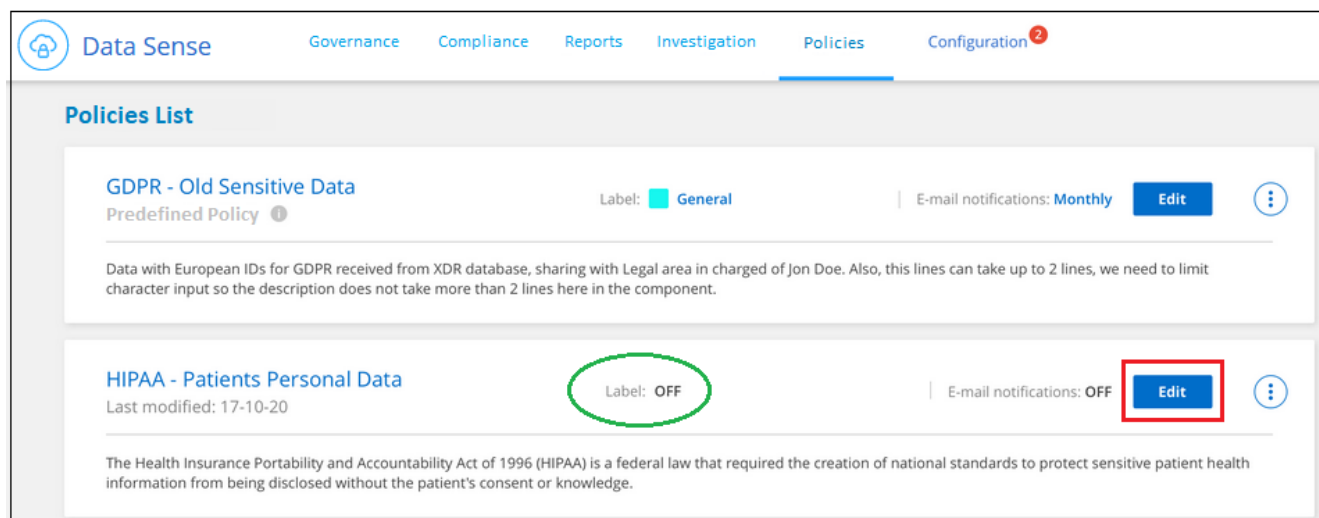 Data Sense Governance Compliance Reports Investigation Policies Configuration 2
Policies List
GDPR - Old Sensitive Data Label: General E-mail notifications: Monthly Edit
Predefined Policy i
Data with European IDs for GDPR received from XDR database, sharing with Legal area in charged of Jon Doe. Also, this lines can take up to 2 lines, we need to limit
character input so the description does not take more than 2 lines here in the component.
HIPAA - Patients Personal Data Label: OFF E-mail notifications: OFF Edit
Last modified: 17-10-20
The Health Insurance Portability and Accountability Act of 1996 (HIPAA) is a federal law that required the creation of national standards to protect sensitive patient health
information from being disclosed without the patient's consent or knowledge.